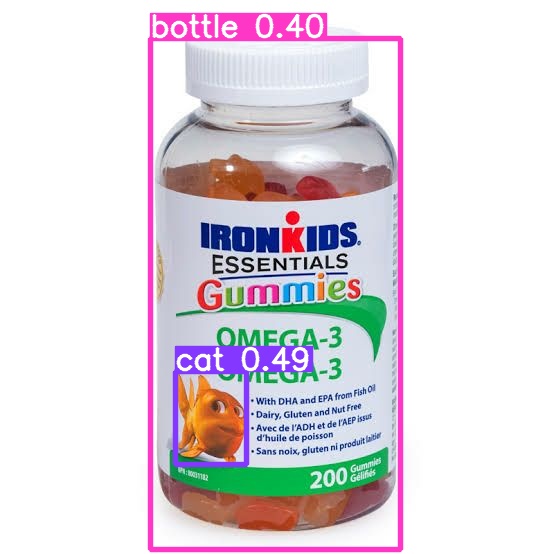 bottle 0.40
IRONKIDS®
ESSENTIALS
Gummies
OMEGA-3
cat 0.49
OMEGA-3
• With DHA and EPA from Fish Oil
• Dairy, Gluten and Nut Free
• Avec de l'ADH et de l'AEP issus
d'huile de poisson
• Sans noix, gluten ni produit laitier
200 Gummies
Gélifiés